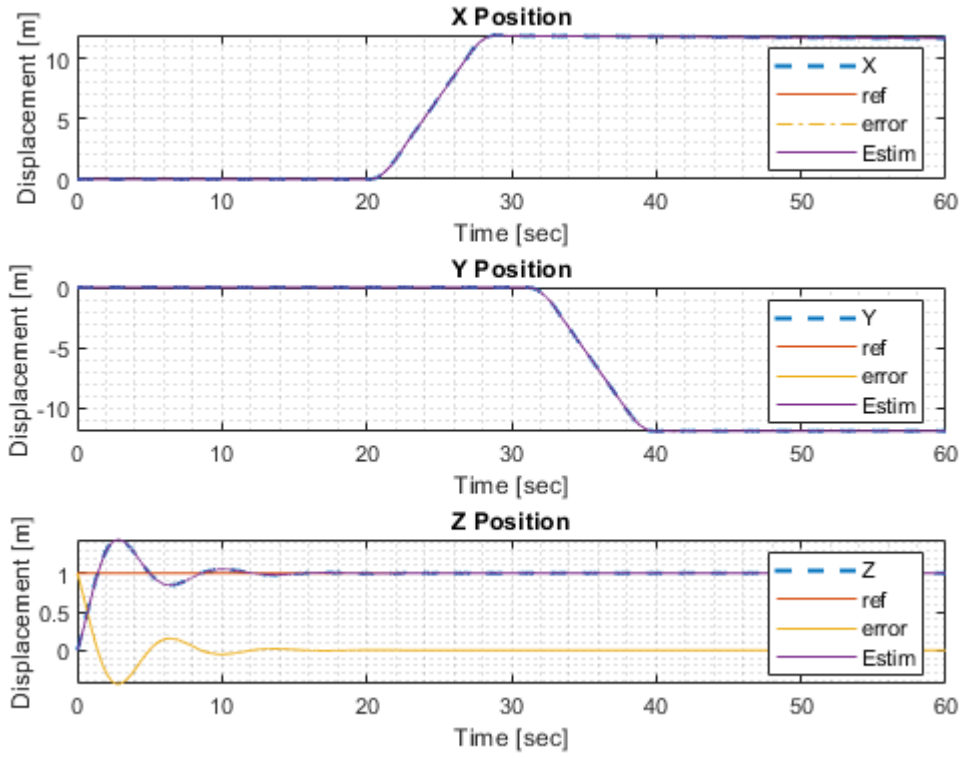 X Position
Displacement [m]
10
5
0
X
ref
error
Estim
0 10 20 30 40 50 60
Time [sec]
Y Position
Displacement [m]
0
-5
-10
Y
ref
error
Estim
0 10 20 30 40 50 60
Time [sec]
Z Position
Displacement [m]
1
0.5
0
Z
ref
error
Estim
0 10 20 30 40 50 60
Time [sec]